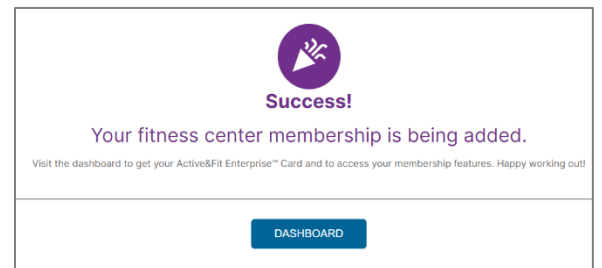 Success!
Your fitness center membership is being added.
Visit the dashboard to get your Active&Fit Enterprise™ Card and to access your membership features. Happy working out!
DASHBOARD